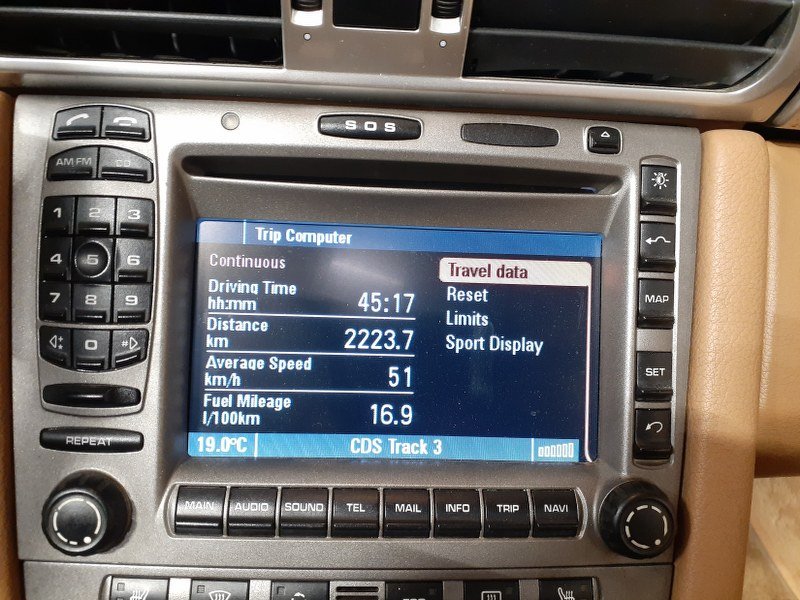 SOS
AM FM CD
1 2 3
4 5 6
7 8 9
* 0 #
REPEAT
Trip Computer
Continuous
Driving Time
hh:mm 45:17
Distance
km 2223.7
Average Speed
km/h 51
Fuel Mileage
l/100km 16.9
Travel data
Reset
Limits
Sport Display
19.0°C CDS Track 3
MAP
SET
MAIN AUDIO SOUND TEL MAIL INFO TRIP NAVI